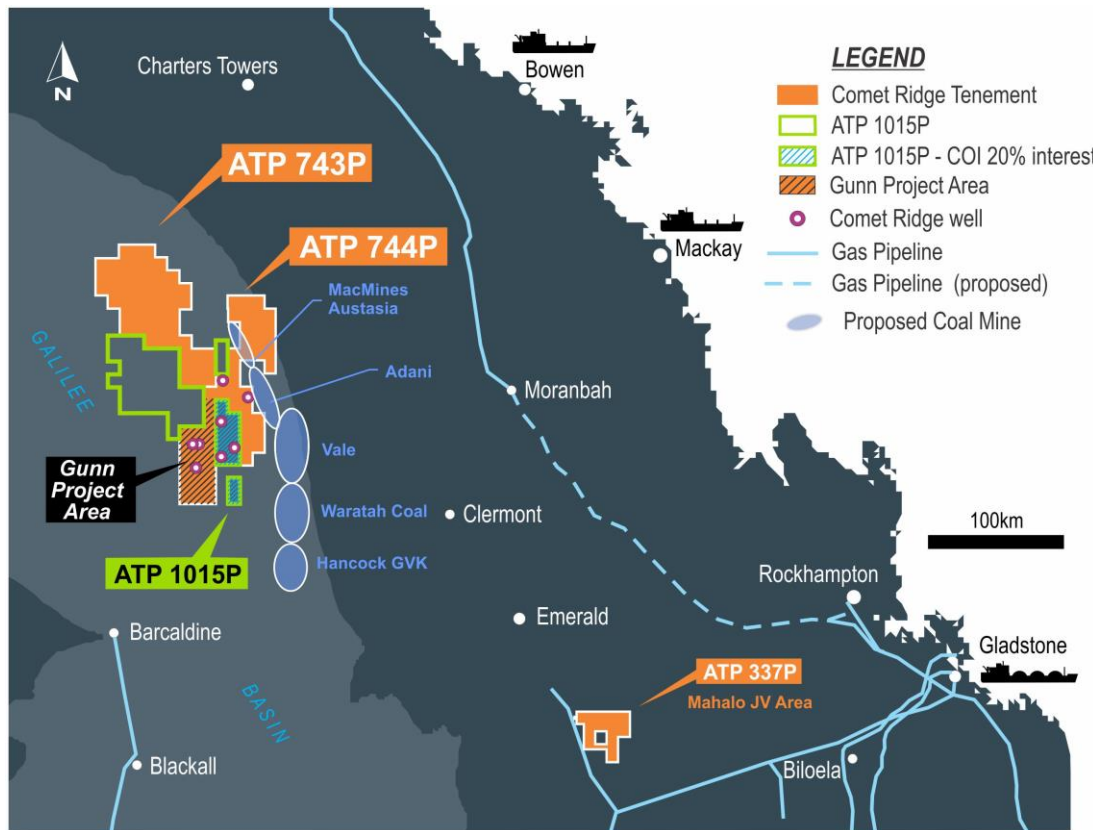 N
Charters Towers
Bowen
Mackay
LEGEND
Comet Ridge Tenement
ATP 1015P
ATP 1015P - COI 20% interest
Gunn Project Area
Comet Ridge well
Gas Pipeline
Gas Pipeline (proposed)
Proposed Coal Mine
ATP 743P
ATP 744P
MacMines
Austasia
GALILEE
Adani
Moranbah
Vale
Gunn
Project
Area
Waratah Coal
Clermont
100km
Hancock GVK
ATP 1015P
Rockhampton
Emerald
Barcaldine
Gladstone
ATP 337P
Mahalo JV Area
BASIN
Blackall
Biloela